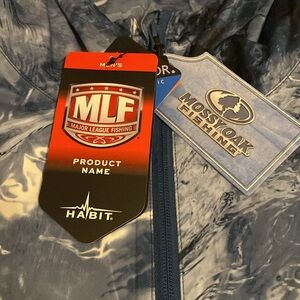 MEN'S
MLF
MAJOR LEAGUE FISHING
PRODUCT
NAME
HABIT
MOSSY OAK
FISHING